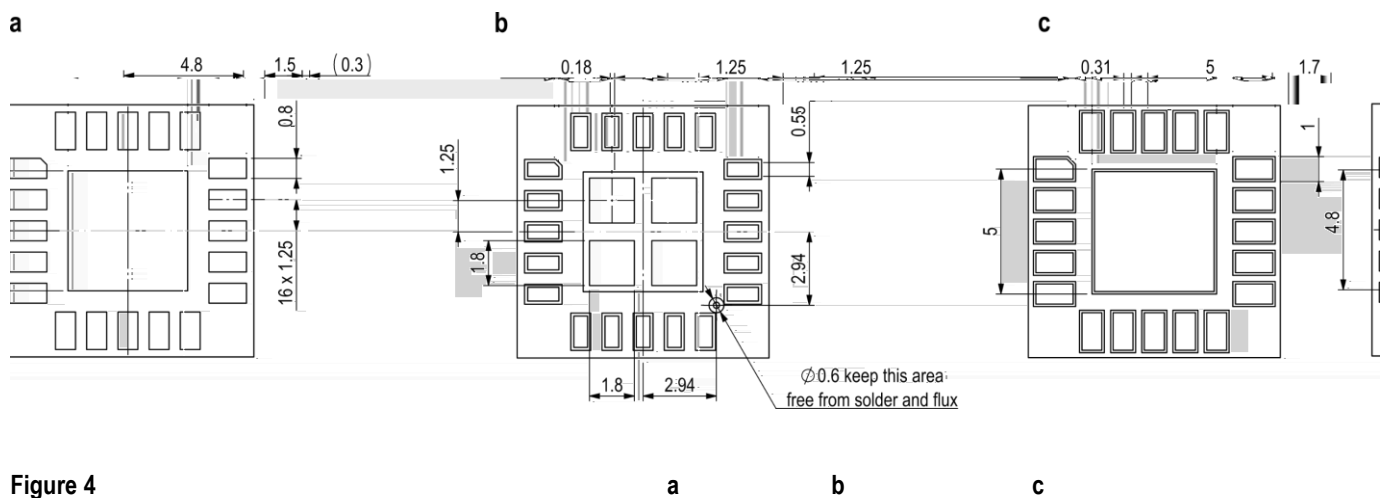 a b c
4.8 1.5 (0.3) 0.18 1.25 1.25 0.31 5 1.7
0.8 0.55 1
1.25
16 x 1.25 1.8 2.94 5 4.8
1.8 2.94
∅0.6 keep this area
free from solder and flux
Figure 4 a b c